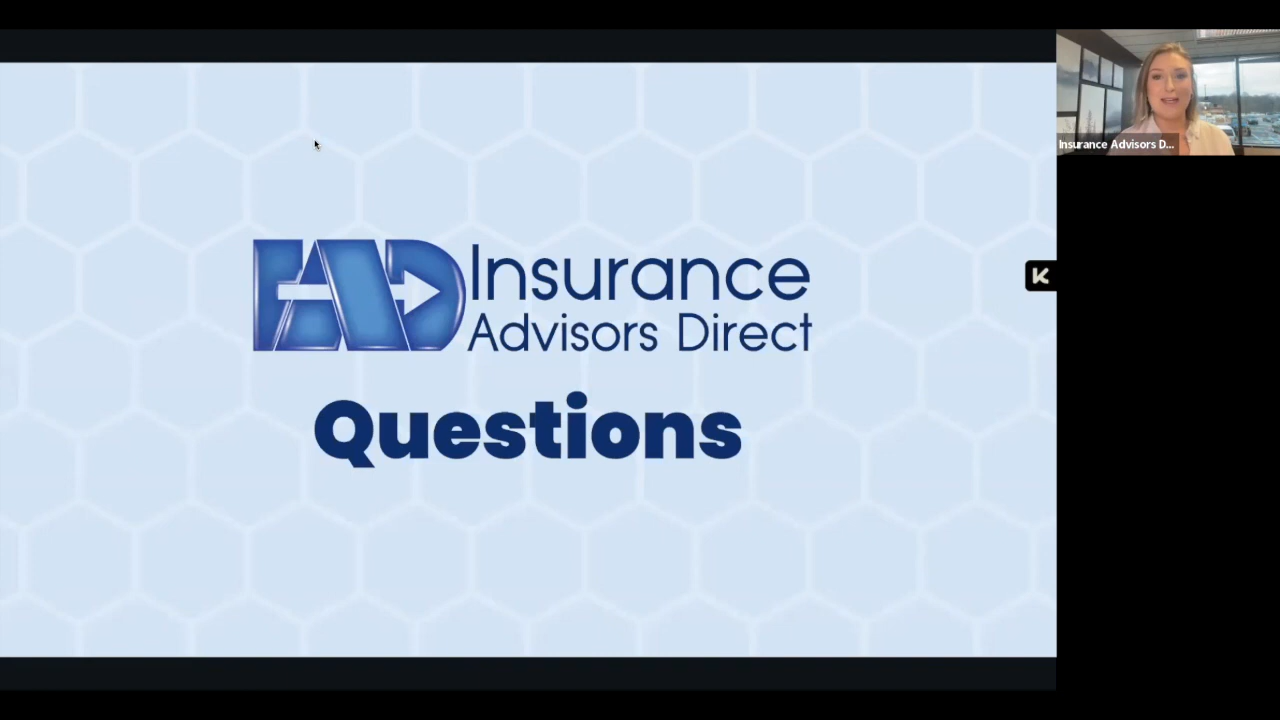 IAD
Insurance
Advisors Direct
Questions
Insurance Advisors D...
K